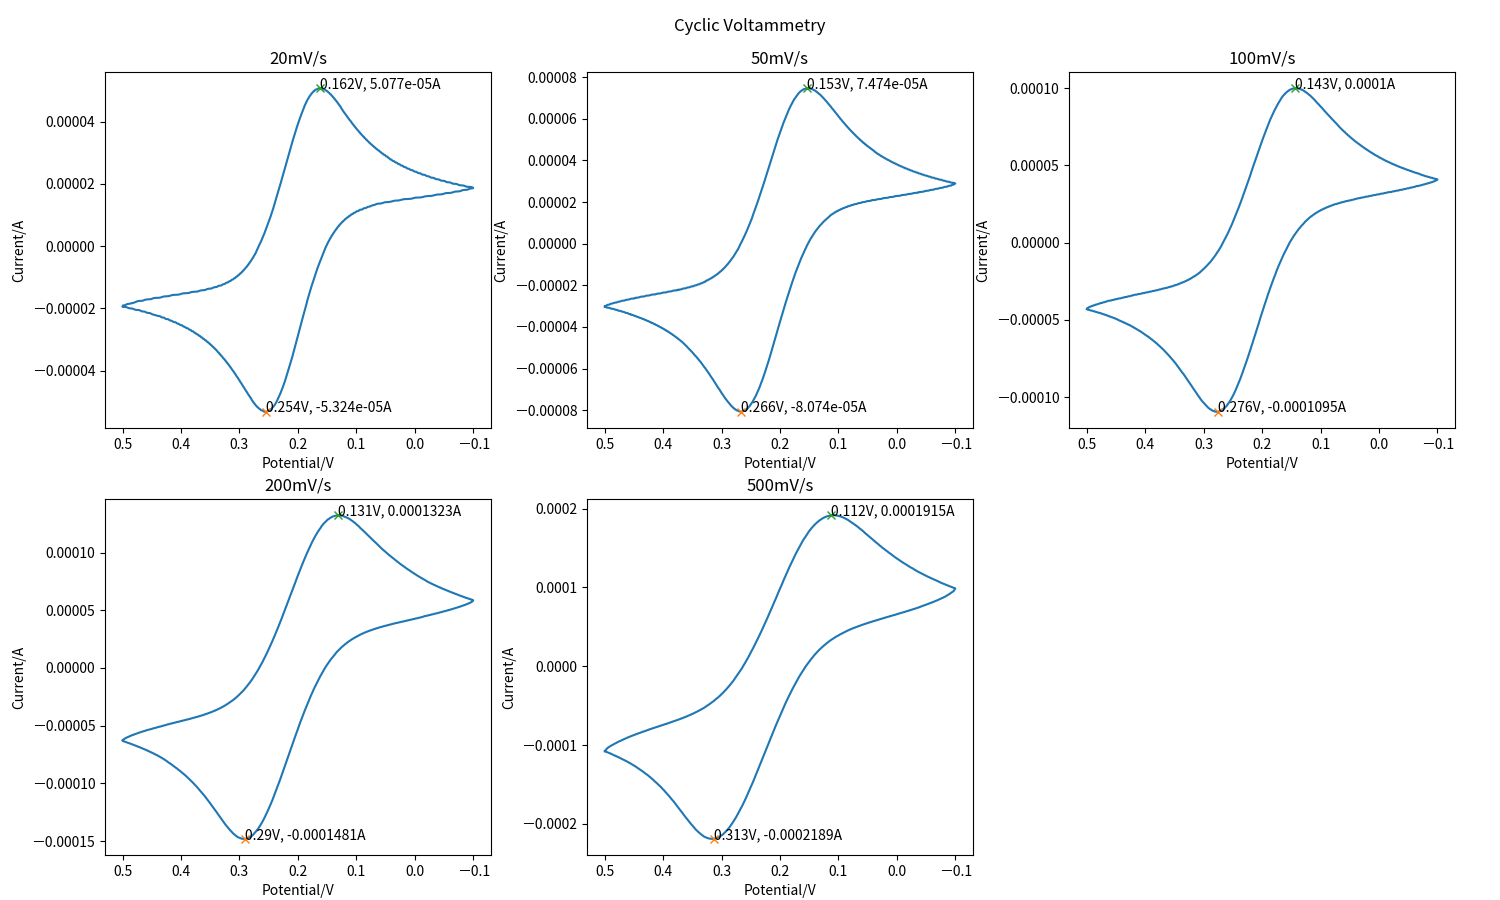 Cyclic Voltammetry
20mV/s
0.162V, 5.077e-05A
0.00004
0.00002
0.00000
−0.00002
−0.00004
Current/A
0.254V, -5.324e-05A
0.5 0.4 0.3 0.2 0.1 0.0 −0.1
Potential/V
50mV/s
0.153V, 7.474e-05A
0.00008
0.00006
0.00004
0.00002
0.00000
−0.00002
−0.00004
−0.00006
−0.00008
Current/A
0.266V, -8.074e-05A
0.5 0.4 0.3 0.2 0.1 0.0 −0.1
Potential/V
100mV/s
0.143V, 0.0001A
0.00010
0.00005
0.00000
−0.00005
−0.00010
Current/A
0.276V, -0.0001095A
0.5 0.4 0.3 0.2 0.1 0.0 −0.1
Potential/V
200mV/s
0.131V, 0.0001323A
0.00010
0.00005
0.00000
−0.00005
−0.00010
−0.00015
Current/A
0.29V, -0.0001481A
0.5 0.4 0.3 0.2 0.1 0.0 −0.1
Potential/V
500mV/s
0.112V, 0.0001915A
0.0002
0.0001
0.0000
−0.0001
−0.0002
Current/A
0.313V, -0.0002189A
0.5 0.4 0.3 0.2 0.1 0.0 −0.1
Potential/V